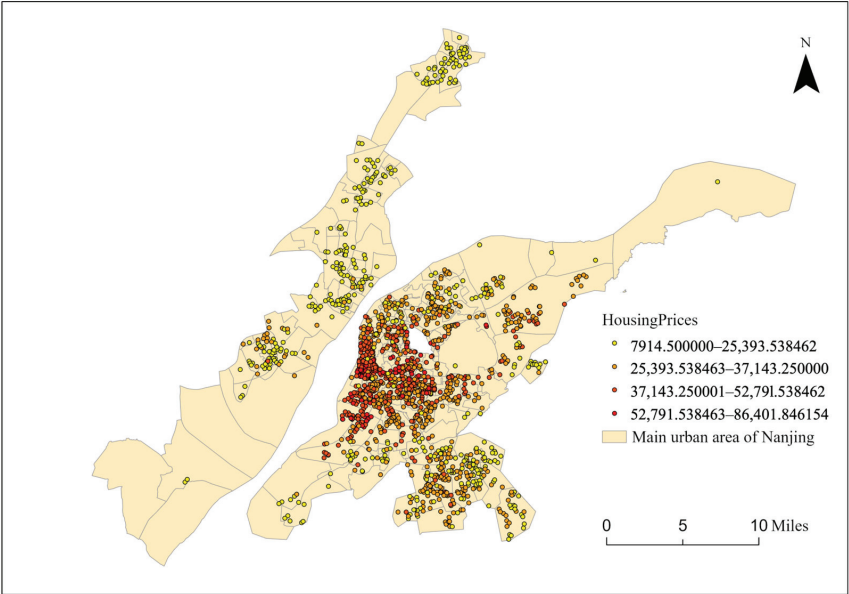 N
HousingPrices
7914.500000–25,393.538462
25,393.538463–37,143.250000
37,143.250001–52,791.538462
52,791.538463–86,401.846154
Main urban area of Nanjing
0 5 10 Miles